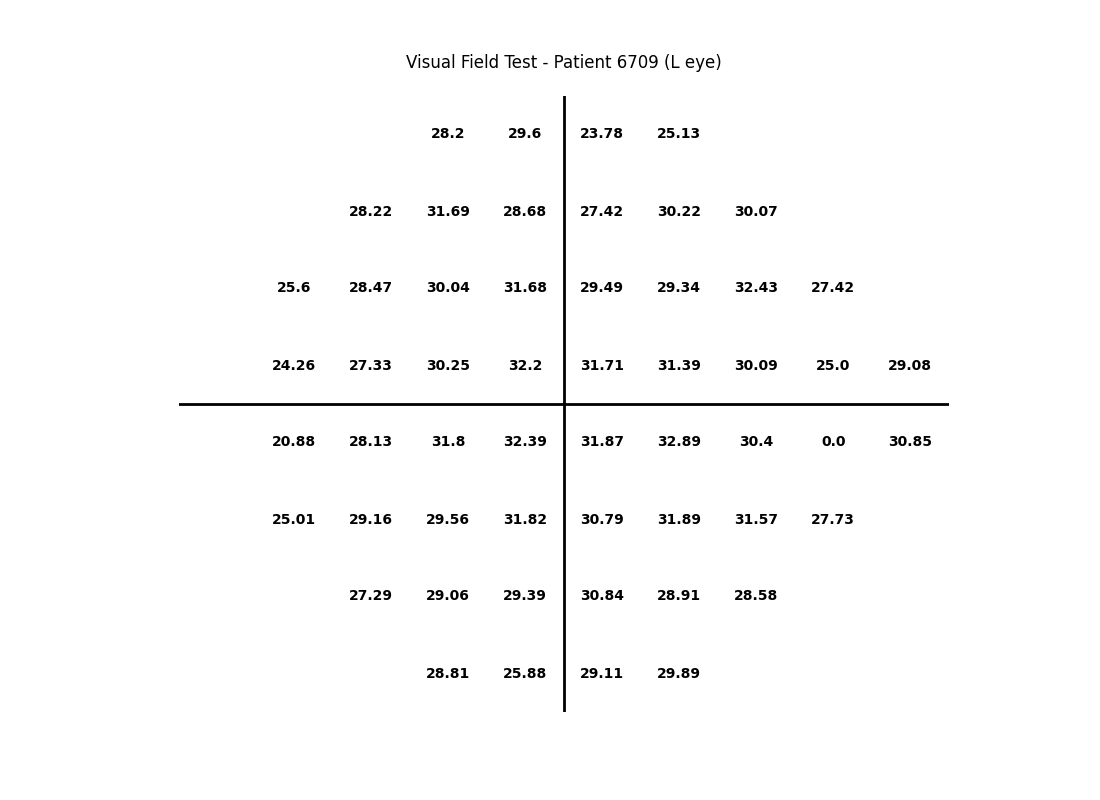 Visual Field Test - Patient 6709 (L eye)
28.2 29.6 23.78 25.13
28.22 31.69 28.68 27.42 30.22 30.07
25.6 28.47 30.04 31.68 29.49 29.34 32.43 27.42
24.26 27.33 30.25 32.2 31.71 31.39 30.09 25.0 29.08
20.88 28.13 31.8 32.39 31.87 32.89 30.4 0.0 30.85
25.01 29.16 29.56 31.82 30.79 31.89 31.57 27.73
27.29 29.06 29.39 30.84 28.91 28.58
28.81 25.88 29.11 29.89